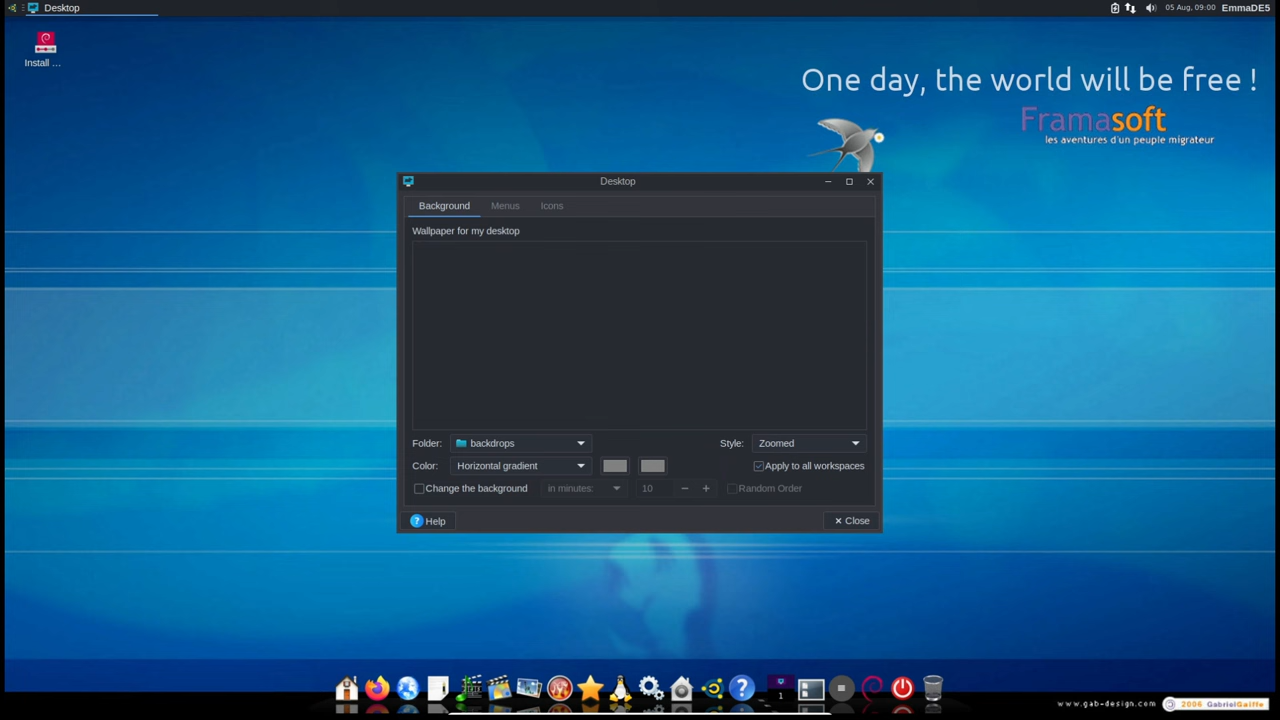 Desktop
05 Aug, 09:00 EmmaDE5
Install ...
One day, the world will be free !
Framasoft
les aventures d'un peuple migrateur
Desktop
Background Menus Icons
Wallpaper for my desktop
Folder: backdrops Style: Zoomed
Color: Horizontal gradient Apply to all workspaces
Change the background in minutes: 10 Random Order
? Help × Close
1
www.gab-design.com 2006 GabrielGaiffe